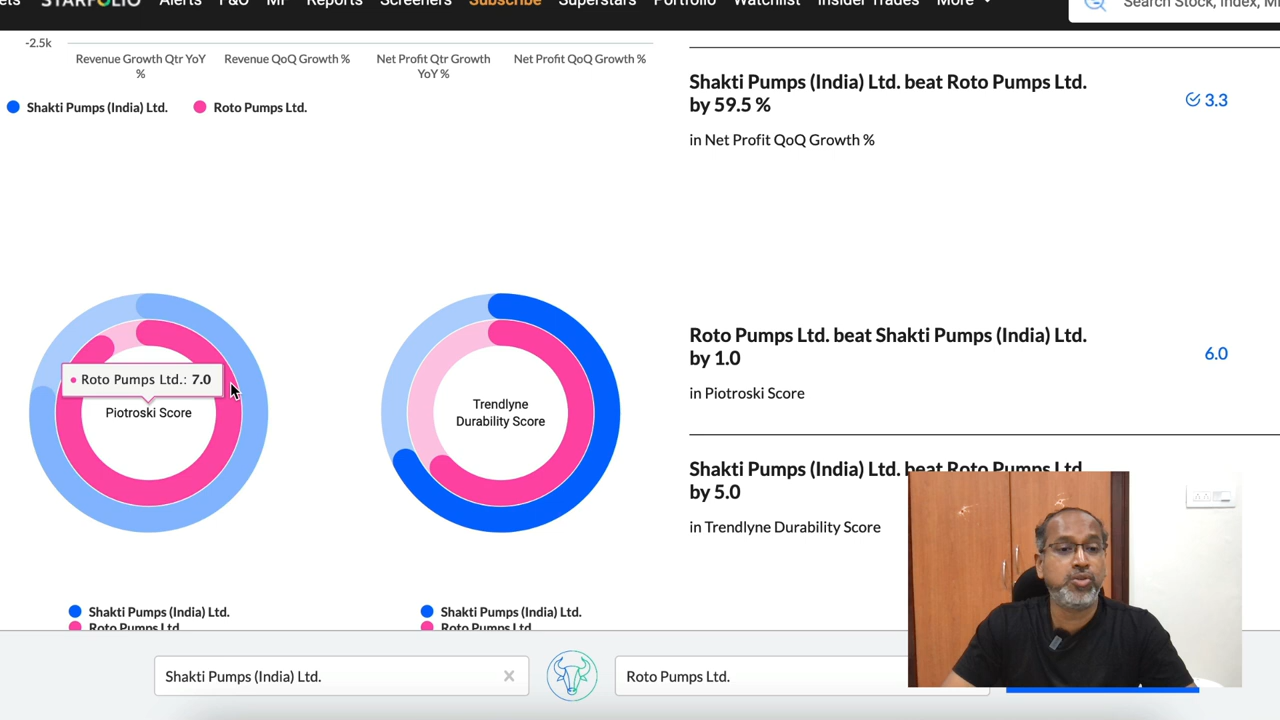 STARFOLIO Alerts F&O MF Reports Screeners Subscribe Superstars Portfolio Watchlist Insider Trades More
Search Stock, Index, M
-2.5k
Revenue Growth Qtr YoY %
Revenue QoQ Growth %
Net Profit Qtr Growth YoY %
Net Profit QoQ Growth %
Shakti Pumps (India) Ltd.
Roto Pumps Ltd.
Shakti Pumps (India) Ltd. beat Roto Pumps Ltd.
by 59.5 %
3.3
in Net Profit QoQ Growth %
Roto Pumps Ltd.: 7.0
Piotroski Score
Trendlyne
Durability Score
Roto Pumps Ltd. beat Shakti Pumps (India) Ltd.
by 1.0
6.0
in Piotroski Score
Shakti Pumps (India) Ltd. beat Roto Pumps Ltd.
by 5.0
in Trendlyne Durability Score
Shakti Pumps (India) Ltd.
Roto Pumps Ltd.
Shakti Pumps (India) Ltd.
Roto Pumps Ltd.
Shakti Pumps (India) Ltd.
Roto Pumps Ltd.